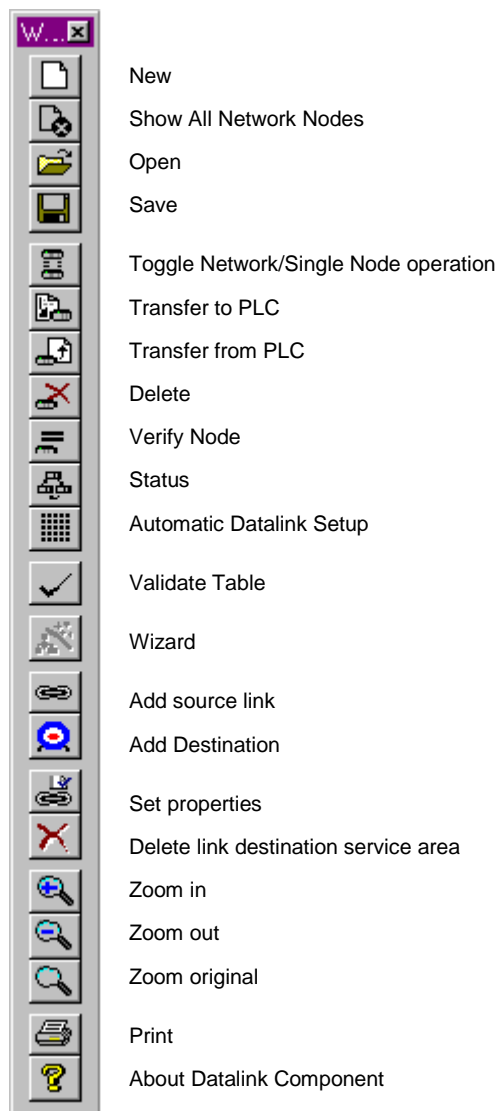 W...
New
Show All Network Nodes
Open
Save
Toggle Network/Single Node operation
Transfer to PLC
Transfer from PLC
Delete
Verify Node
Status
Automatic Datalink Setup
Validate Table
Wizard
Add source link
Add Destination
Set properties
Delete link destination service area
Zoom in
Zoom out
Zoom original
Print
About Datalink Component